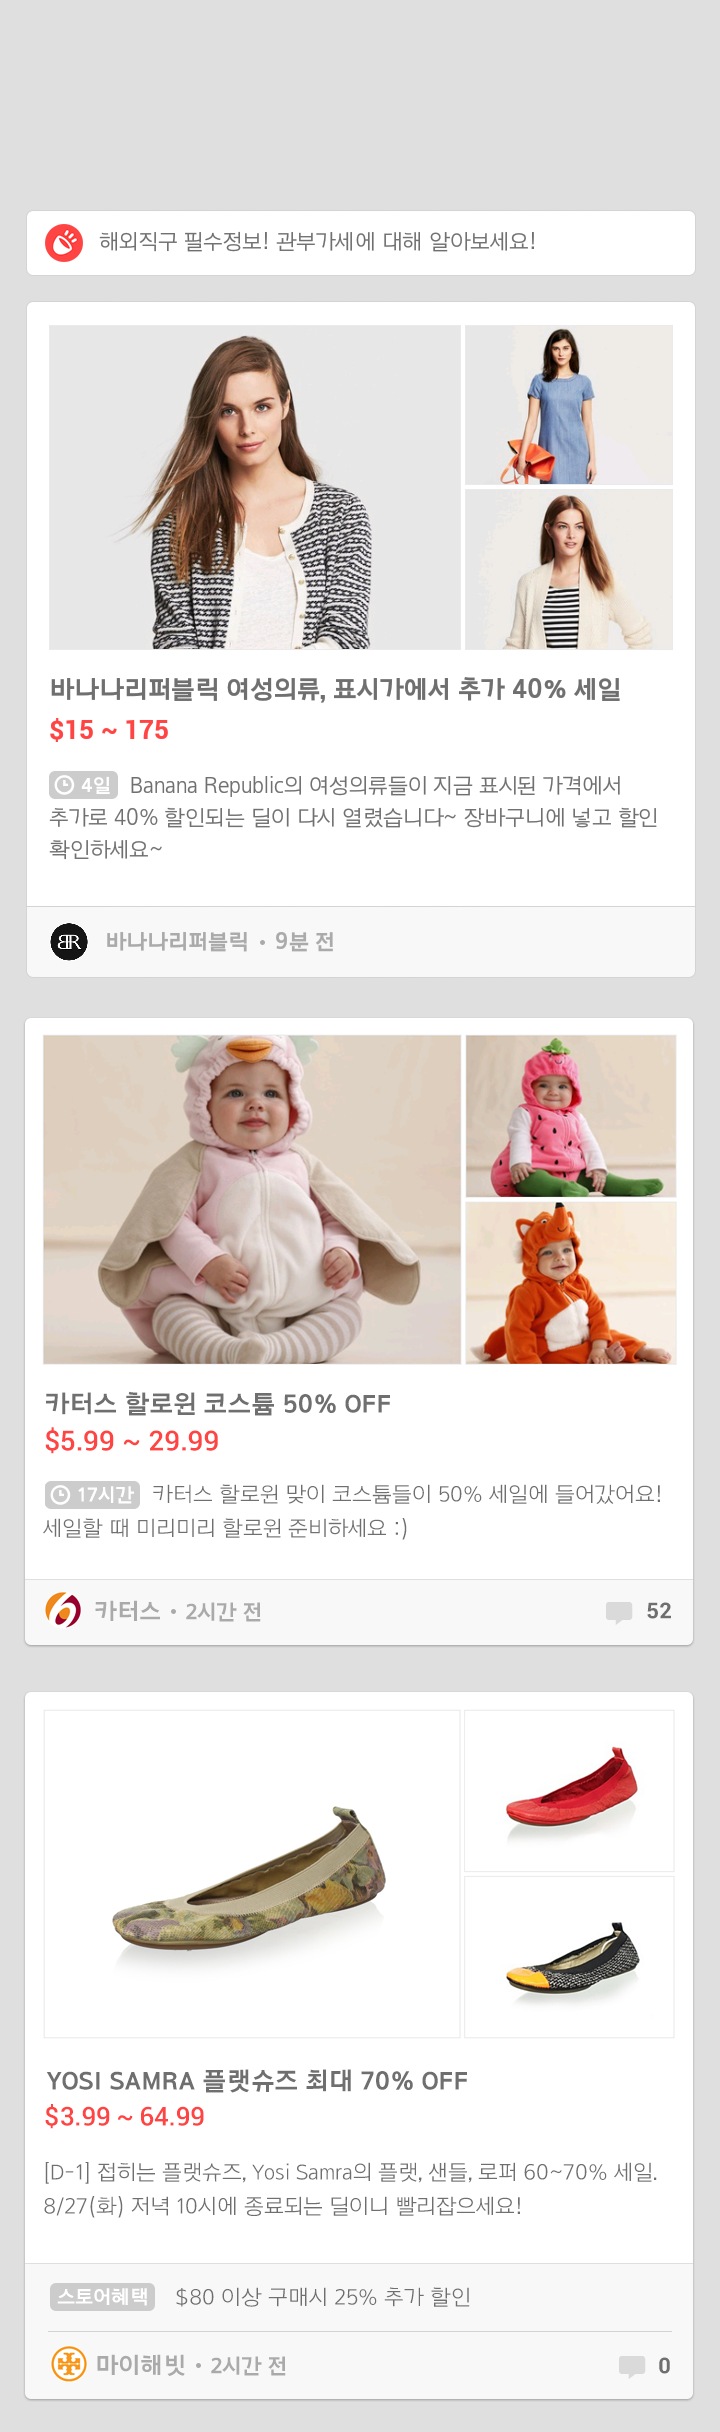 해외직구 필수정보! 관부가세에 대해 알아보세요!
바나나리퍼블릭 여성의류, 표시가에서 추가 40% 세일
$15 ~ 175
4일 Banana Republic의 여성의류들이 지금 표시된 가격에서
추가로 40% 할인되는 딜이 다시 열렸습니다~ 장바구니에 넣고 할인
확인하세요~
BR 바나나리퍼블릭 • 9분 전
카터스 할로윈 코스튬 50% OFF
$5.99 ~ 29.99
17시간 카터스 할로윈 맞이 코스튬들이 50% 세일에 들어갔어요!
세일할 때 미리미리 할로윈 준비하세요 :)
카터스 • 2시간 전 52
YOSI SAMRA 플랫슈즈 최대 70% OFF
$3.99 ~ 64.99
[D-1] 접히는 플랫슈즈, Yosi Samra의 플랫, 샌들, 로퍼 60~70% 세일.
8/27(화) 저녁 10시에 종료되는 딜이니 빨리잡으세요!
스토어혜택 $80 이상 구매시 25% 추가 할인
마이해빗 • 2시간 전 0